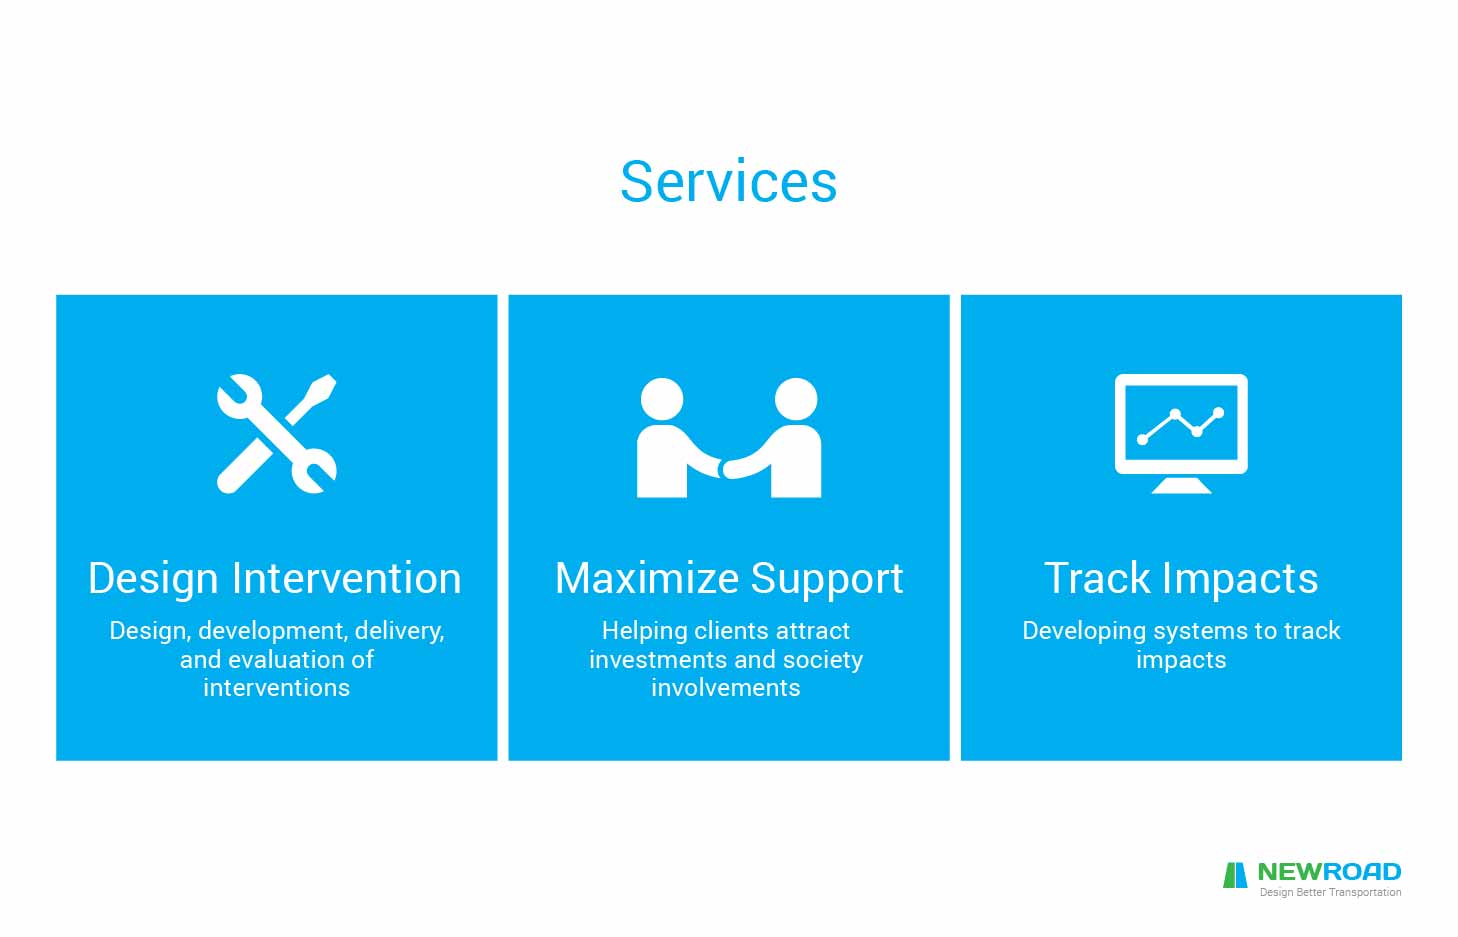 Services
Design Intervention
Design, development, delivery,
and evaluation of
interventions
Maximize Support
Helping clients attract
investments and society
involvements
Track Impacts
Developing systems to track
impacts
NEWROAD
Design Better Transportation